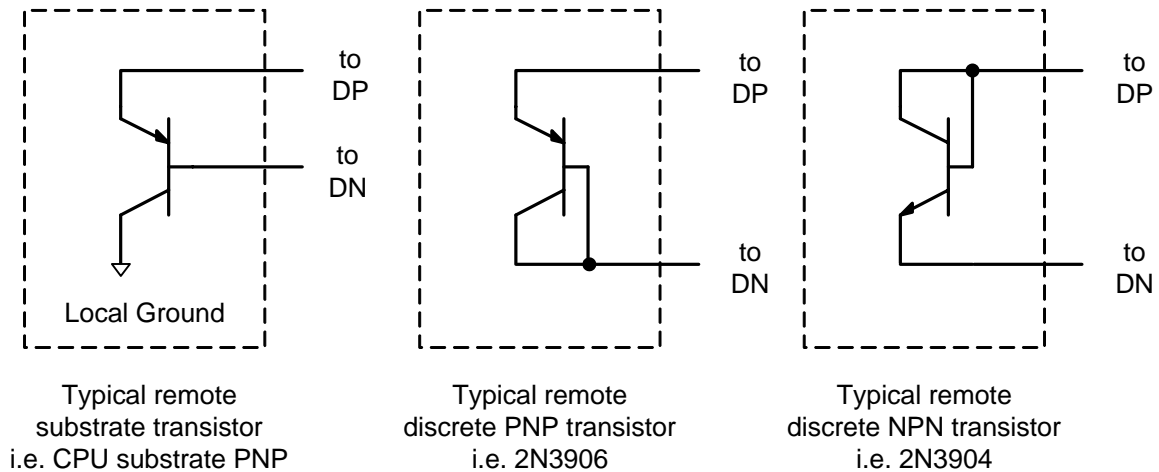 to
DP
to
DN
Local Ground
Typical remote
substrate transistor
i.e. CPU substrate PNP
to
DP
to
DN
Typical remote
discrete PNP transistor
i.e. 2N3906
to
DP
to
DN
Typical remote
discrete NPN transistor
i.e. 2N3904